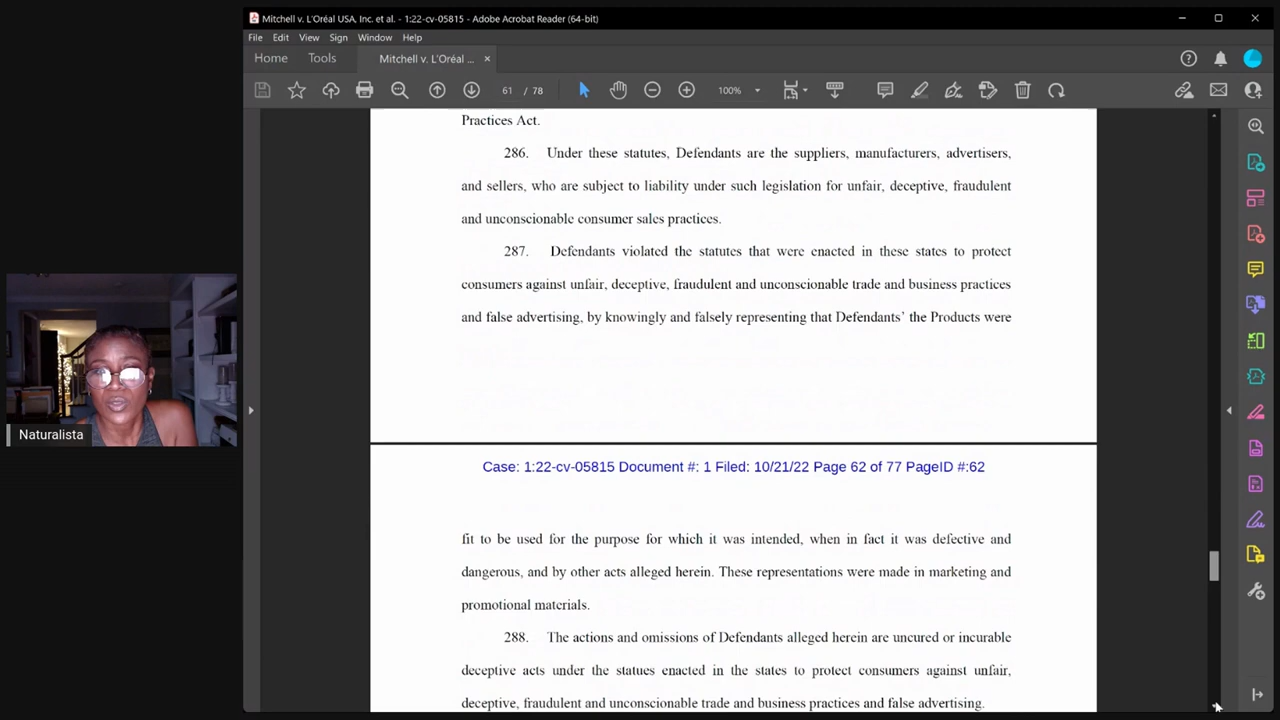 Mitchell v. L'Oréal USA, Inc. et al. - 1:22-cv-05815 - Adobe Acrobat Reader (64-bit)
File Edit View Sign Window Help
Home Tools Mitchell v. L'Oréal ... ×
61 / 78 100%
Practices Act.
286. Under these statutes, Defendants are the suppliers, manufacturers, advertisers,
and sellers, who are subject to liability under such legislation for unfair, deceptive, fraudulent
and unconscionable consumer sales practices.
287. Defendants violated the statutes that were enacted in these states to protect
consumers against unfair, deceptive, fraudulent and unconscionable trade and business practices
and false advertising, by knowingly and falsely representing that Defendants' the Products were
Naturalista
Case: 1:22-cv-05815 Document #: 1 Filed: 10/21/22 Page 62 of 77 PageID #:62
fit to be used for the purpose for which it was intended, when in fact it was defective and
dangerous, and by other acts alleged herein. These representations were made in marketing and
promotional materials.
288. The actions and omissions of Defendants alleged herein are uncured or incurable
deceptive acts under the statues enacted in the states to protect consumers against unfair,
deceptive, fraudulent and unconscionable trade and business practices and false advertising.